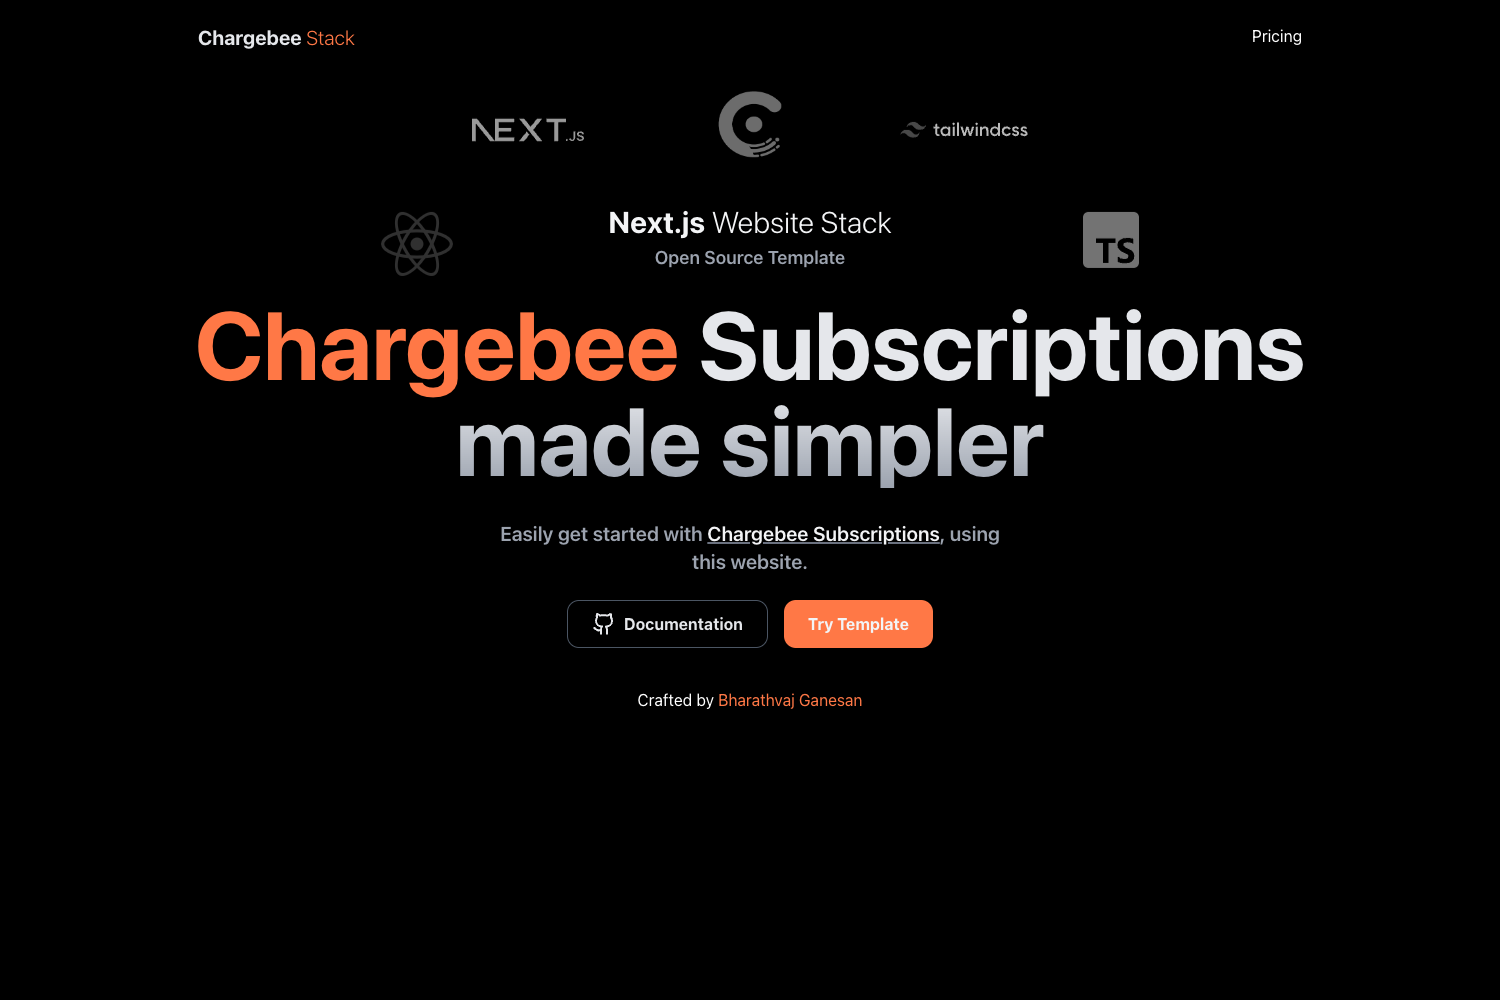 Chargebee Stack
Pricing
NEXT.JS
tailwindcss
Next.js Website Stack
Open Source Template
TS
Chargebee Subscriptions
made simpler
Easily get started with Chargebee Subscriptions, using
this website.
Documentation
Try Template
Crafted by Bharathvaj Ganesan